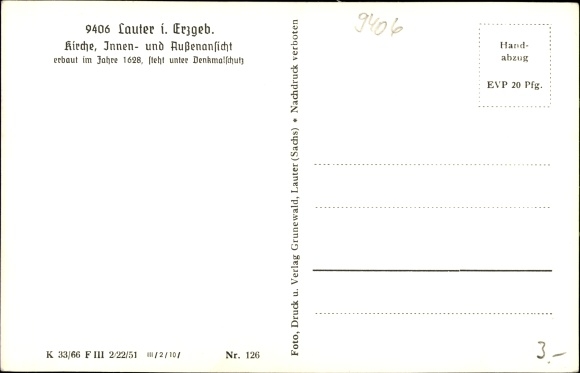 9406 Lauter i. Erzgeb.
Kirche, Innen- und Außenansicht
erbaut im Jahre 1628, steht unter Denkmalschutz
9406
Hand-
abzug
EVP 20 Pfg.
Foto, Druck u. Verlag Grunewald, Lauter (Sachs) • Nachdruck verboten
K 33/66 F III 2/22/51 III/2/10/ Nr. 126
3.-